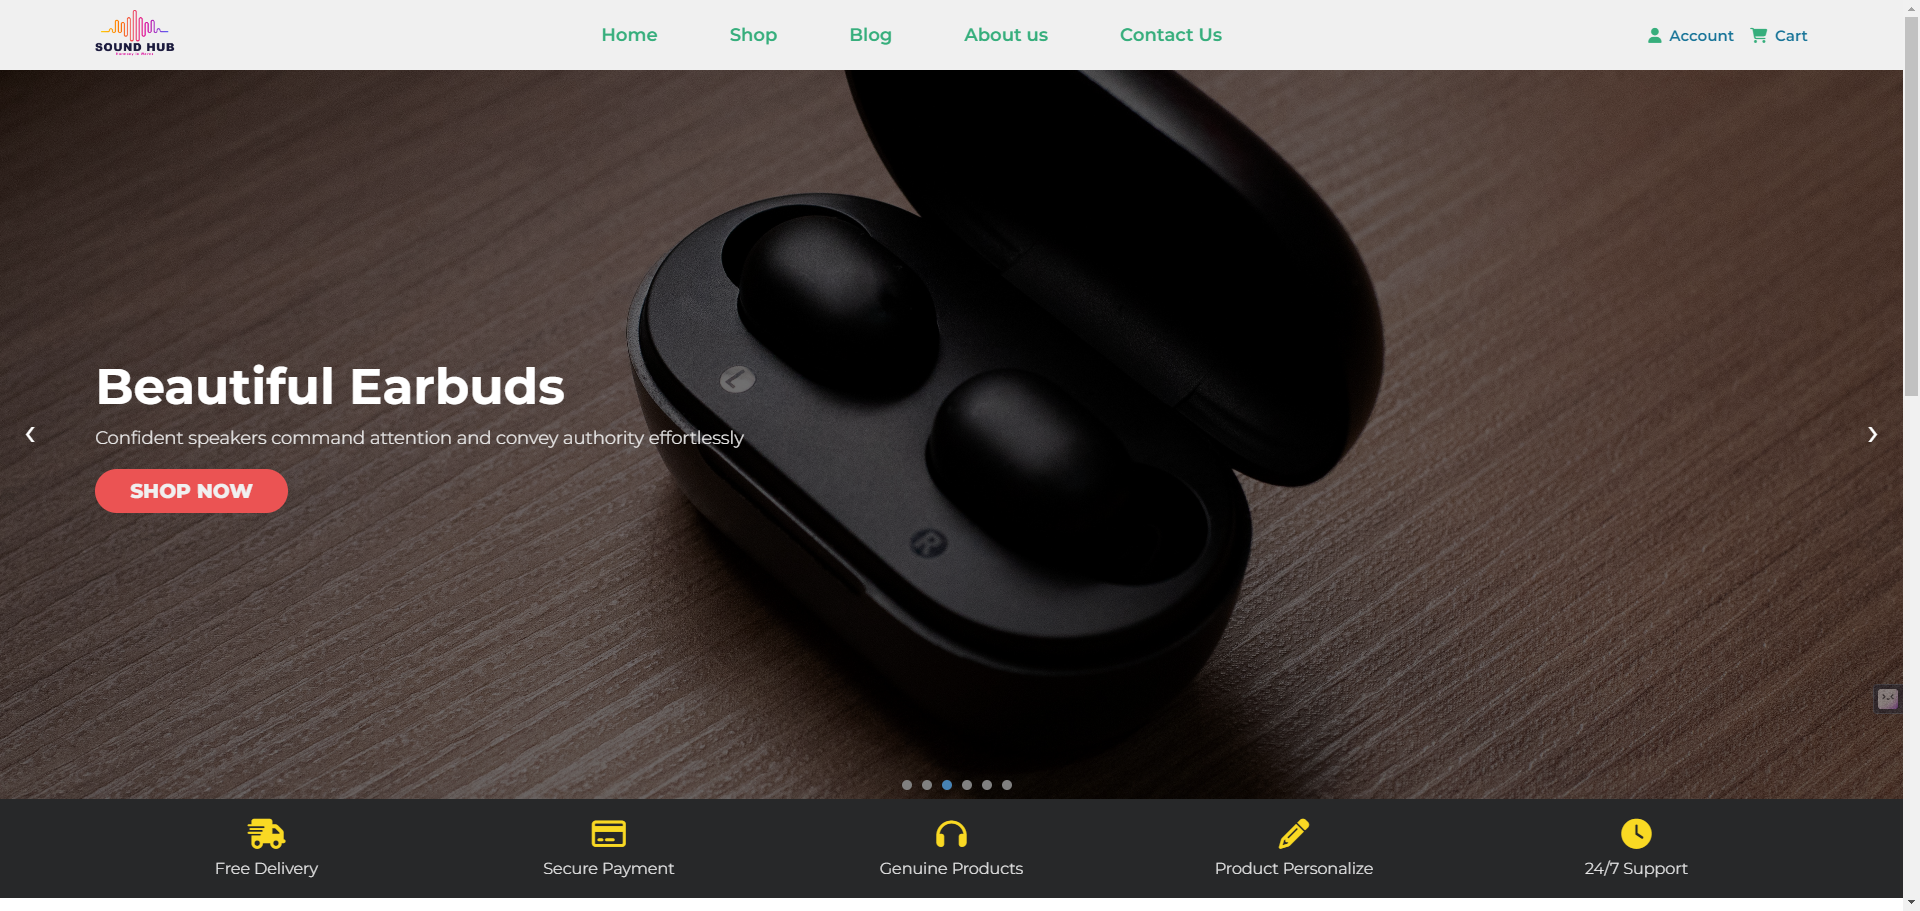 SOUND HUB
Home
Shop
Blog
About us
Contact Us
Account
Cart
Beautiful Earbuds
Confident speakers command attention and convey authority effortlessly
SHOP NOW
L
R
Free Delivery
Secure Payment
Genuine Products
Product Personalize
24/7 Support